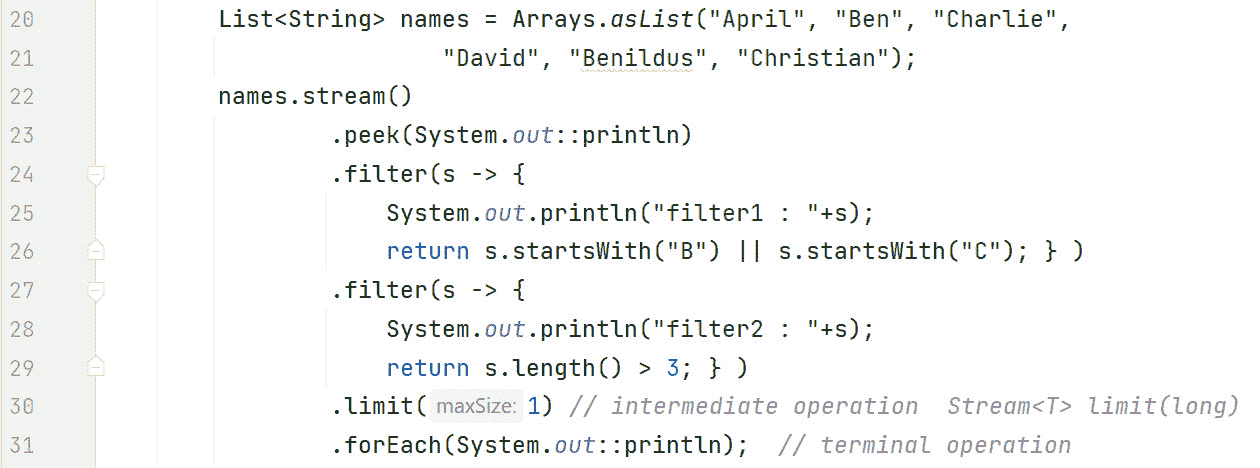 20 List<String> names = Arrays.asList("April", "Ben", "Charlie",
21 "David", "Benildus", "Christian");
22 names.stream()
23 .peek(System.out::println)
24 .filter(s -> {
25 System.out.println("filter1 : "+s);
26 return s.startsWith("B") || s.startsWith("C"); } )
27 .filter(s -> {
28 System.out.println("filter2 : "+s);
29 return s.length() > 3; } )
30 .limit( maxSize: 1) // intermediate operation  Stream<T> limit(long)
31 .forEach(System.out::println);  // terminal operation